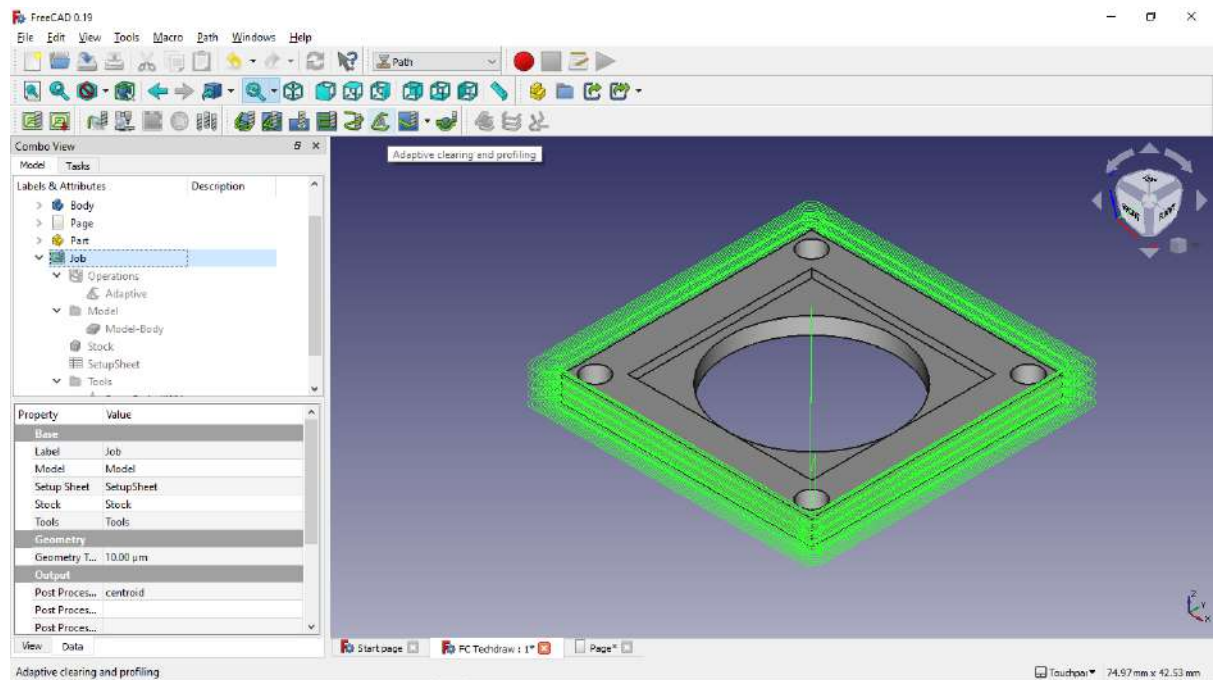 FreeCAD 0.19
File Edit View Tools Macro Path Windows Help
Path
Combo View
Adaptive clearing and profiling
Model Tasks
Labels & Attributes Description
Body
Page
Part
Job
Operations
Adaptive
Model
Model-Body
Stock
SetupSheet
Tools
Property Value
Base
Label Job
Model Model
Setup Sheet SetupSheet
Stock Stock
Tools Tools
Geometry
Geometry T... 10.00 µm
Output
Post Proces... centroid
Post Proces...
Post Proces...
View Data
Start page FC Techdraw : 1* Page*
Z
Y
X
Adaptive clearing and profiling
74.97 mm x 42.53 mm